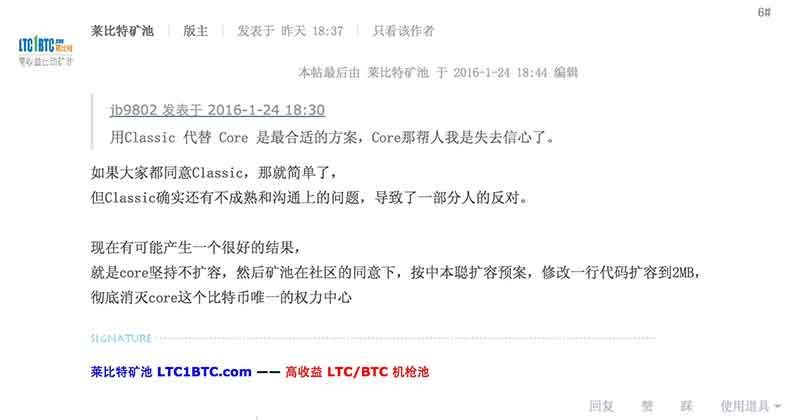 6#
莱比特矿池 | 版主 | 发表于 昨天 18:37 | 只看该作者
LTC1BTC.com 莱比特
高收益比动矿池
本帖最后由 莱比特矿池 于 2016-1-24 18:44 编辑
jb9802 发表于 2016-1-24 18:30
用Classic 代替 Core 是最合适的方案，Core那帮人我是失去信心了。
如果大家都同意Classic，那就简单了，
但Classic确实还有不成熟和沟通上的问题，导致了一部分人的反对。
现在有可能产生一个很好的结果，
就是core坚持不扩容，然后矿池在社区的同意下，按中本聪扩容预案，修改一行代码扩容到2MB，
彻底消灭core这个比特币唯一的权力中心
SIGNATURE
莱比特矿池 LTC1BTC.com —— 高收益 LTC/BTC 机枪池
回复 赞 踩 使用道具